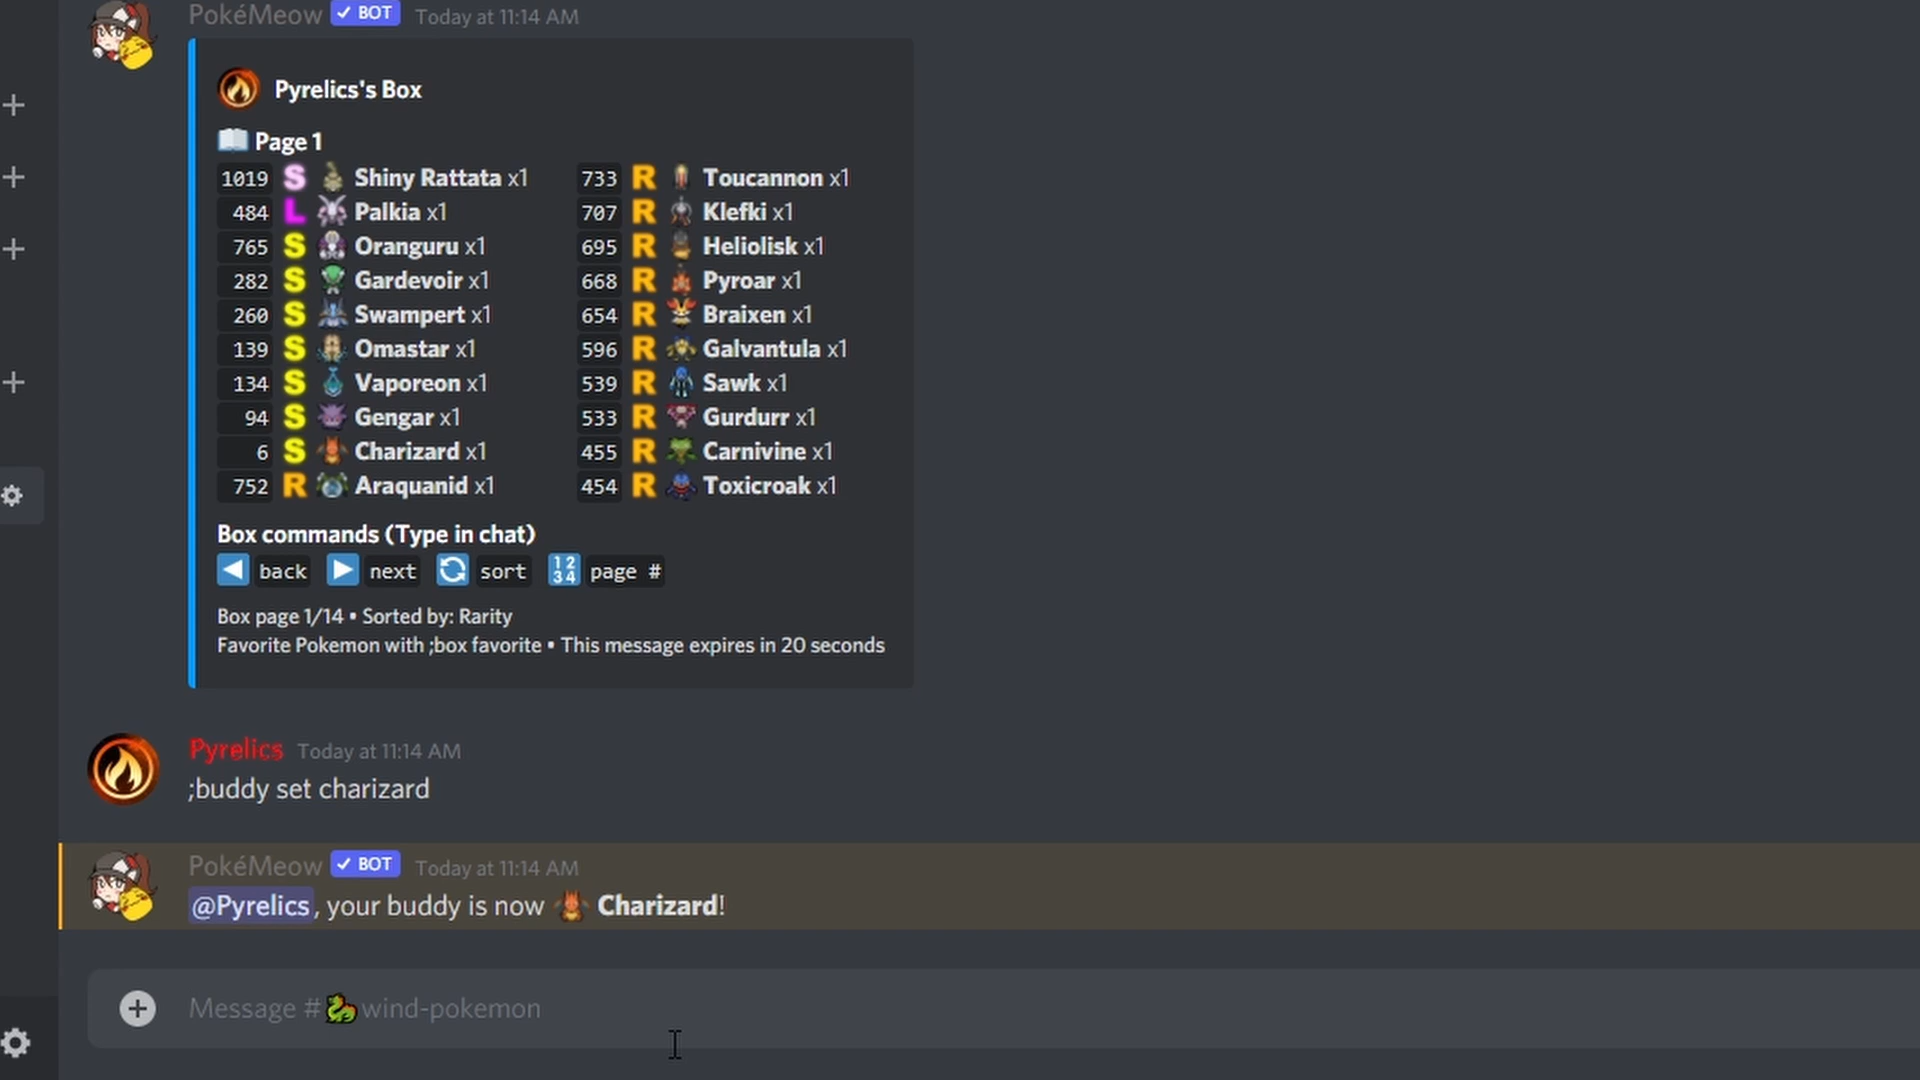 PokéMeow ✓ BOT Today at 11:14 AM
Pyrelics's Box
Page 1
1019 S Shiny Rattata x1
484 L Palkia x1
765 S Oranguru x1
282 S Gardevoir x1
260 S Swampert x1
139 S Omastar x1
134 S Vaporeon x1
94 S Gengar x1
6 S Charizard x1
752 R Araquanid x1
733 R Toucannon x1
707 R Klefki x1
695 R Heliolisk x1
668 R Pyroar x1
654 R Braixen x1
596 R Galvantula x1
539 R Sawk x1
533 R Gurdurr x1
455 R Carnivine x1
454 R Toxicroak x1
Box commands (Type in chat)
back next sort 1234 page #
Box page 1/14 • Sorted by: Rarity
Favorite Pokemon with ;box favorite • This message expires in 20 seconds
Pyrelics Today at 11:14 AM
;buddy set charizard
PokéMeow ✓ BOT Today at 11:14 AM
@Pyrelics, your buddy is now Charizard!
Message #wind-pokemon